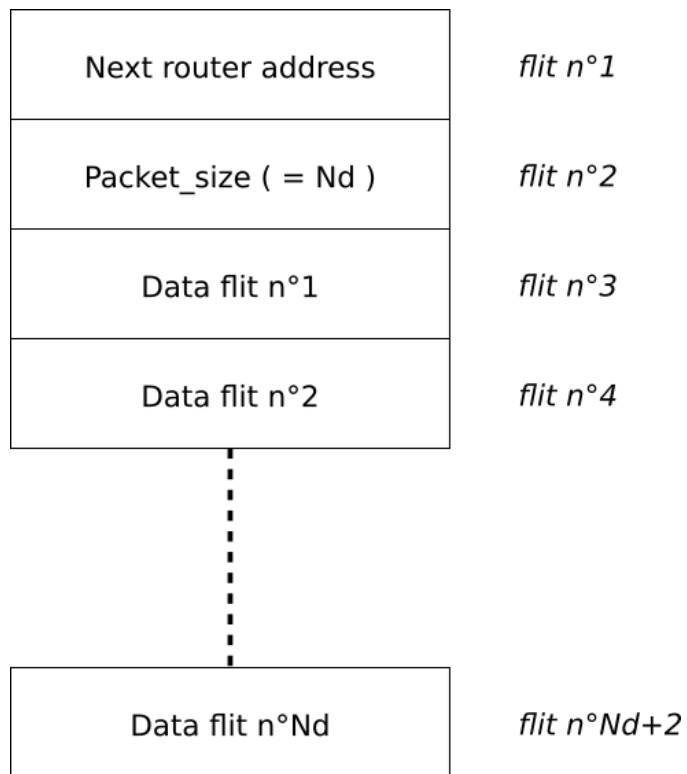 Next router address flit n°1
Packet_size ( = Nd ) flit n°2
Data flit n°1 flit n°3
Data flit n°2 flit n°4
Data flit n°Nd flit n°Nd+2